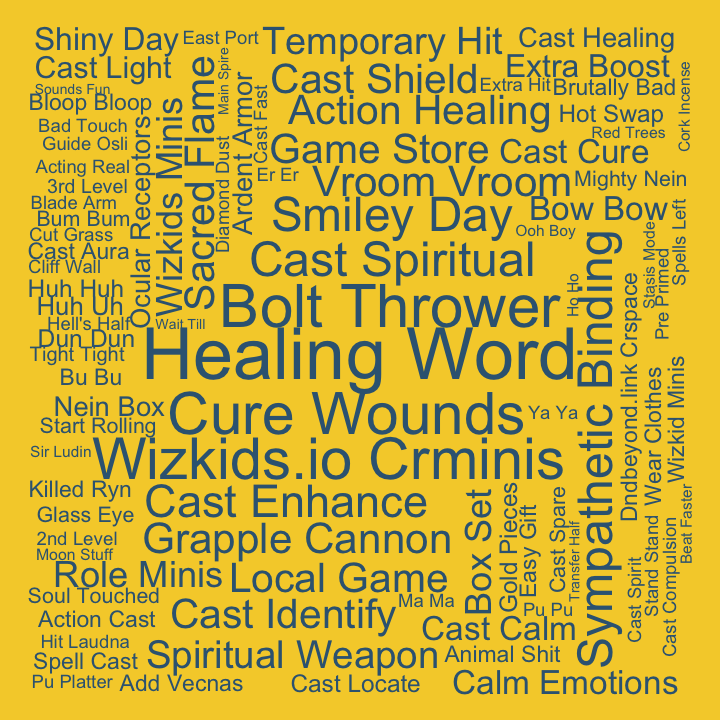 Shiny Day
East Port
Temporary Hit
Cast Healing
Cast Light
Main Spire
Cast Shield
Extra Boost
Sounds Fun
Extra Hit
Brutally Bad
Cork Incense
Bloop Bloop
Wizkids Minis
Sacred Flame
Ardent Armor
Cast Fast
Action Healing
Hot Swap
Bad Touch
Red Trees
Guide Osli
Ocular Receptors
Diamond Dust
Game Store
Cast Cure
Acting Real
Er Er
Vroom Vroom
Mighty Nein
3rd Level
Blade Arm
Smiley Day
Bow Bow
Spells Left
Bum Bum
Cut Grass
Ooh Boy
Stasis Mode
Pre Primed
Cast Aura
Cast Spiritual
Cliff Wall
Huh Huh
Bolt Thrower
Ho Ho
Sympathetic Binding
Dndbeyond.link Crspace
Huh Uh
Hell's Half
Wait Till
Dun Dun
Healing Word
Tight Tight
Bu Bu
Wear Clothes
Wizkid Minis
Nein Box
Cure Wounds
Ya Ya
Start Rolling
Sir Ludin
Wizkids.io Crminis
Killed Ryn
Cast Enhance
Box Set
Gold Pieces
Easy Gift
Cast Spare
Transfer Half
Stand Stand
Beat Faster
Glass Eye
Cast Compulsion
2nd Level
Grapple Cannon
Moon Stuff
Role Minis
Local Game
Cast Spirit
Soul Touched
Ma Ma
Pu Pu
Action Cast
Cast Identify
Cast Calm
Hit Laudna
Spell Cast
Spiritual Weapon
Animal Shit
Pu Platter
Add Vecnas
Cast Locate
Calm Emotions